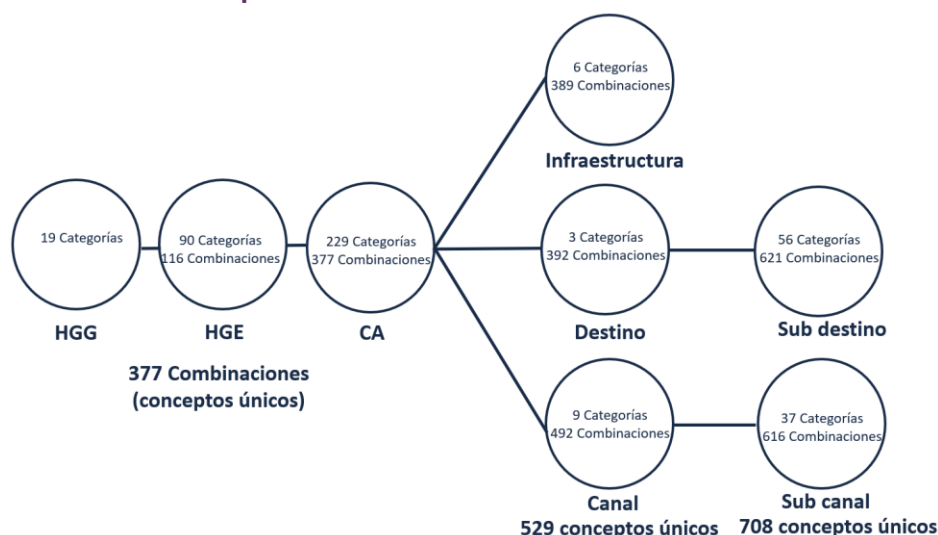 6 Categorías
389 Combinaciones
Infraestructura
19 Categorías
HGG
90 Categorías
116 Combinaciones
HGE
229 Categorías
377 Combinaciones
CA
377 Combinaciones
(conceptos únicos)
3 Categorías
392 Combinaciones
Destino
56 Categorías
621 Combinaciones
Sub destino
9 Categorías
492 Combinaciones
Canal
529 conceptos únicos
37 Categorías
616 Combinaciones
Sub canal
708 conceptos únicos